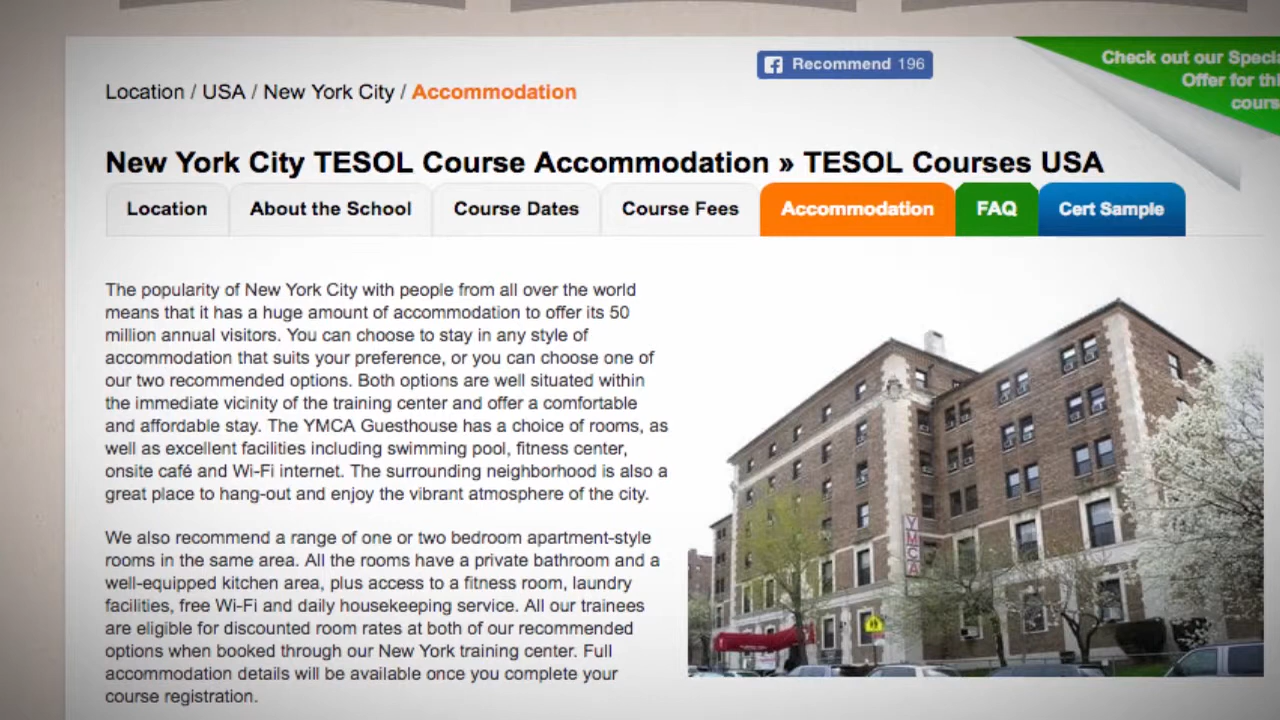 Recommend 196
Check out our Specia
Offer for thi
cours
Location / USA / New York City / Accommodation
New York City TESOL Course Accommodation » TESOL Courses USA
Location
About the School
Course Dates
Course Fees
Accommodation
FAQ
Cert Sample
The popularity of New York City with people from all over the world
means that it has a huge amount of accommodation to offer its 50
million annual visitors. You can choose to stay in any style of
accommodation that suits your preference, or you can choose one of
our two recommended options. Both options are well situated within
the immediate vicinity of the training center and offer a comfortable
and affordable stay. The YMCA Guesthouse has a choice of rooms, as
well as excellent facilities including swimming pool, fitness center,
onsite café and Wi-Fi internet. The surrounding neighborhood is also a
great place to hang-out and enjoy the vibrant atmosphere of the city.
We also recommend a range of one or two bedroom apartment-style
rooms in the same area. All the rooms have a private bathroom and a
well-equipped kitchen area, plus access to a fitness room, laundry
facilities, free Wi-Fi and daily housekeeping service. All our trainees
are eligible for discounted room rates at both of our recommended
options when booked through our New York training center. Full
accommodation details will be available once you complete your
course registration.
YMCA